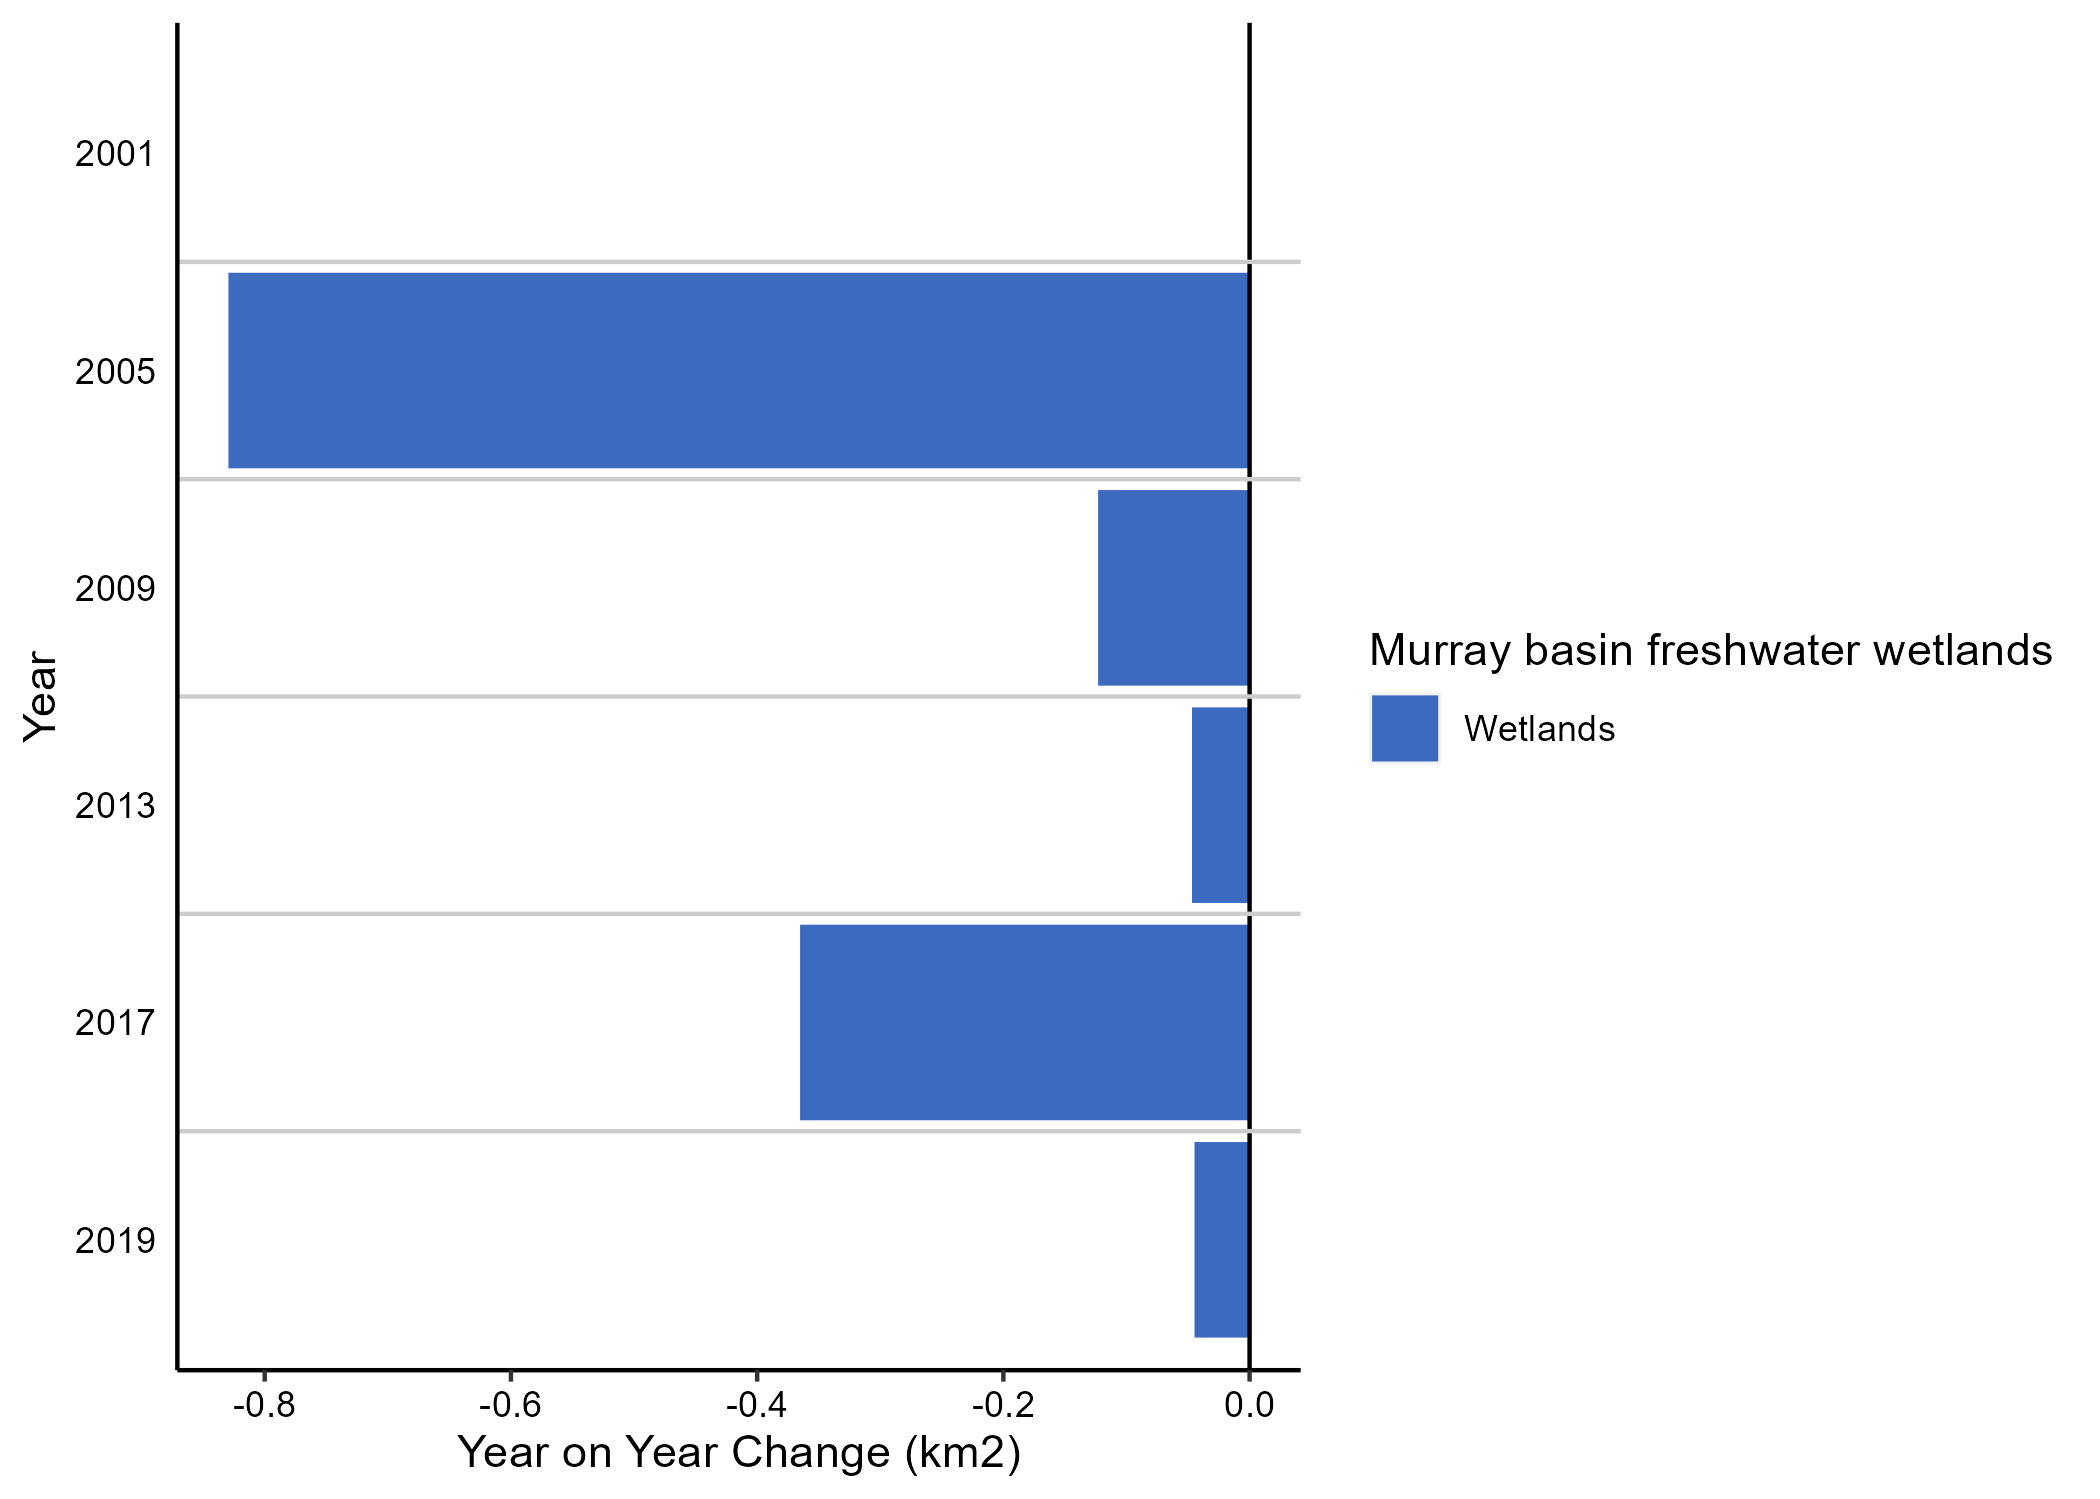 2001
2005
2009
2013
2017
2019
Year
-0.8 -0.6 -0.4 -0.2 0.0
Year on Year Change (km2)
Murray basin freshwater wetlands
Wetlands